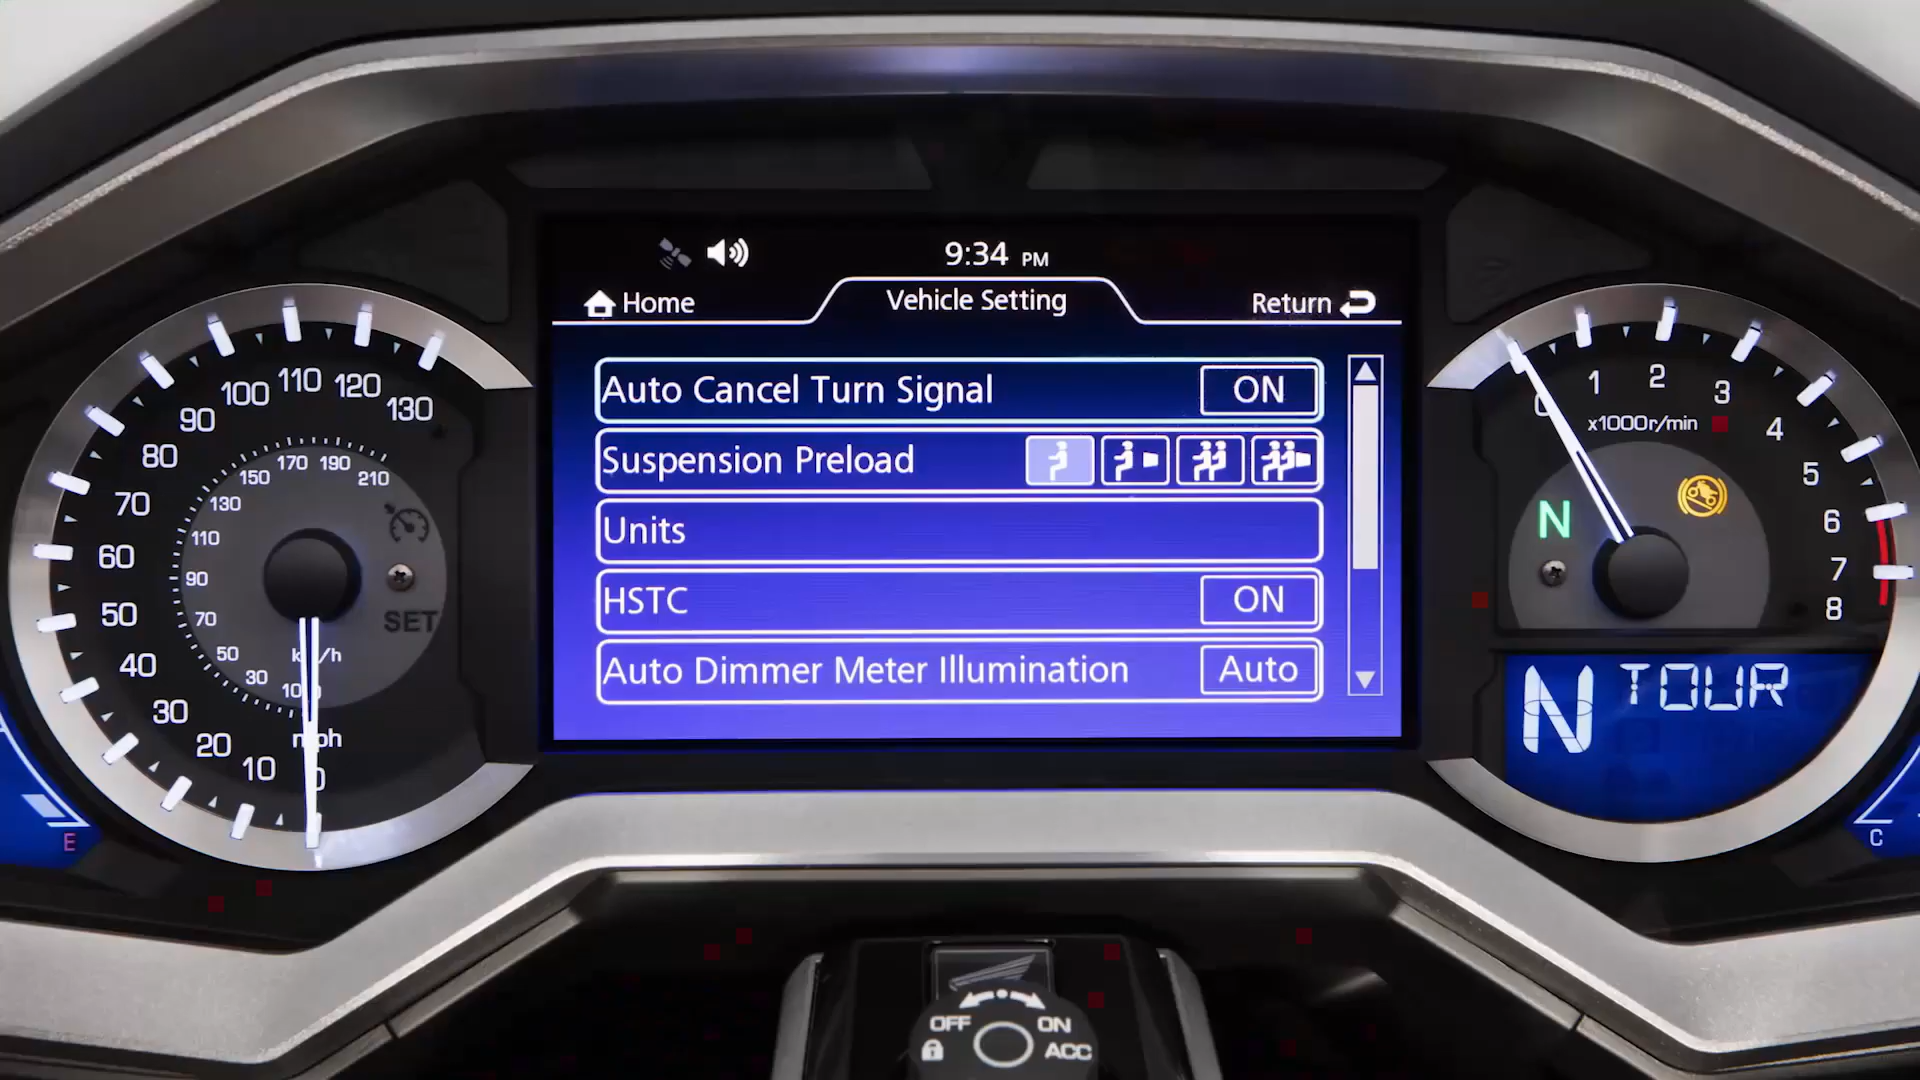 9:34 PM
Home
Vehicle Setting
Return
Auto Cancel Turn Signal ON
Suspension Preload
Units
HSTC ON
Auto Dimmer Meter Illumination Auto
0 10 20 30 40 50 60 70 80 90 100 110 120 130
mph
10 30 50 70 90 110 130 150 170 190 210
km/h
SET
E
0 1 2 3 4 5 6 7 8
x1000r/min
N
N TOUR
C
OFF ON
ACC